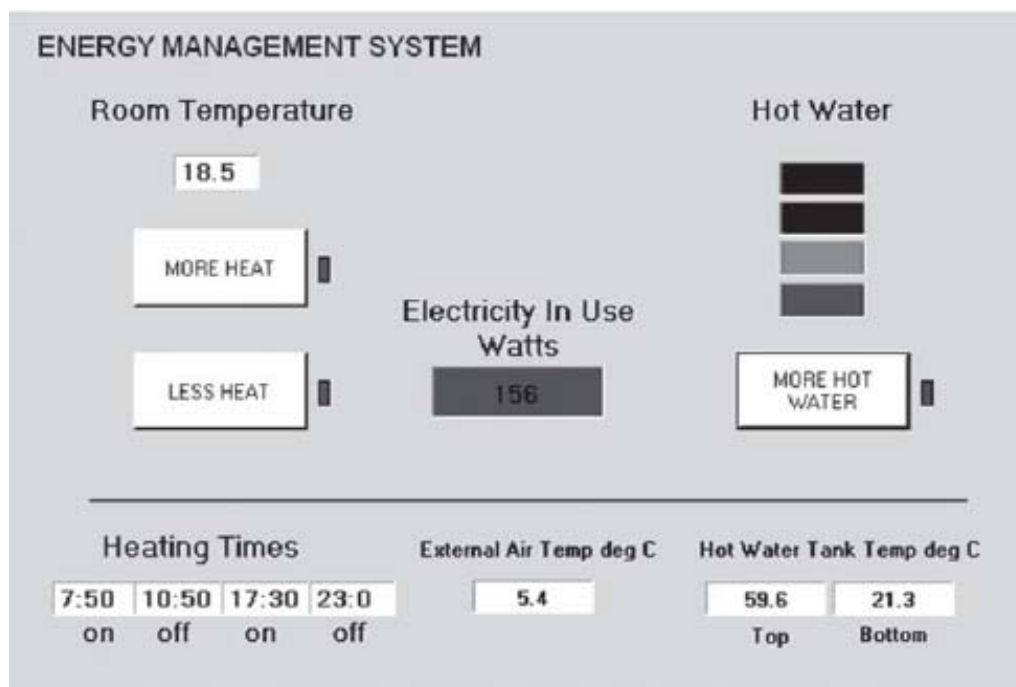 ENERGY MANAGEMENT SYSTEM
Room Temperature
18.5
MORE HEAT
LESS HEAT
Electricity In Use
Watts
156
Hot Water
MORE HOT
WATER
Heating Times
7:50 10:50 17:30 23:0
on off on off
External Air Temp deg C
5.4
Hot Water Tank Temp deg C
59.6 21.3
Top Bottom